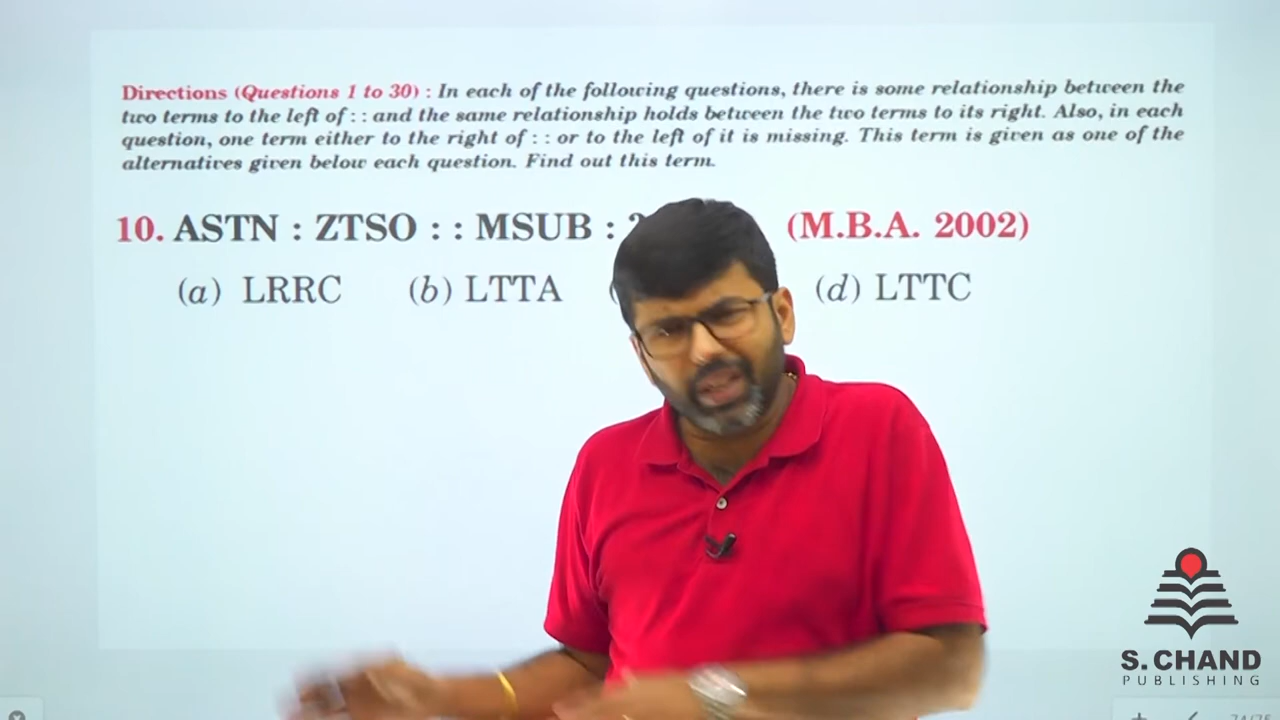 Directions (Questions 1 to 30) : In each of the following questions, there is some relationship between the
two terms to the left of : : and the same relationship holds between the two terms to its right. Also, in each
question, one term either to the right of : : or to the left of it is missing. This term is given as one of the
alternatives given below each question. Find out this term.
10. ASTN : ZTSO : : MSUB : ? (M.B.A. 2002)
(a) LRRC (b) LTTA (d) LTTC
S. CHAND
PUBLISHING